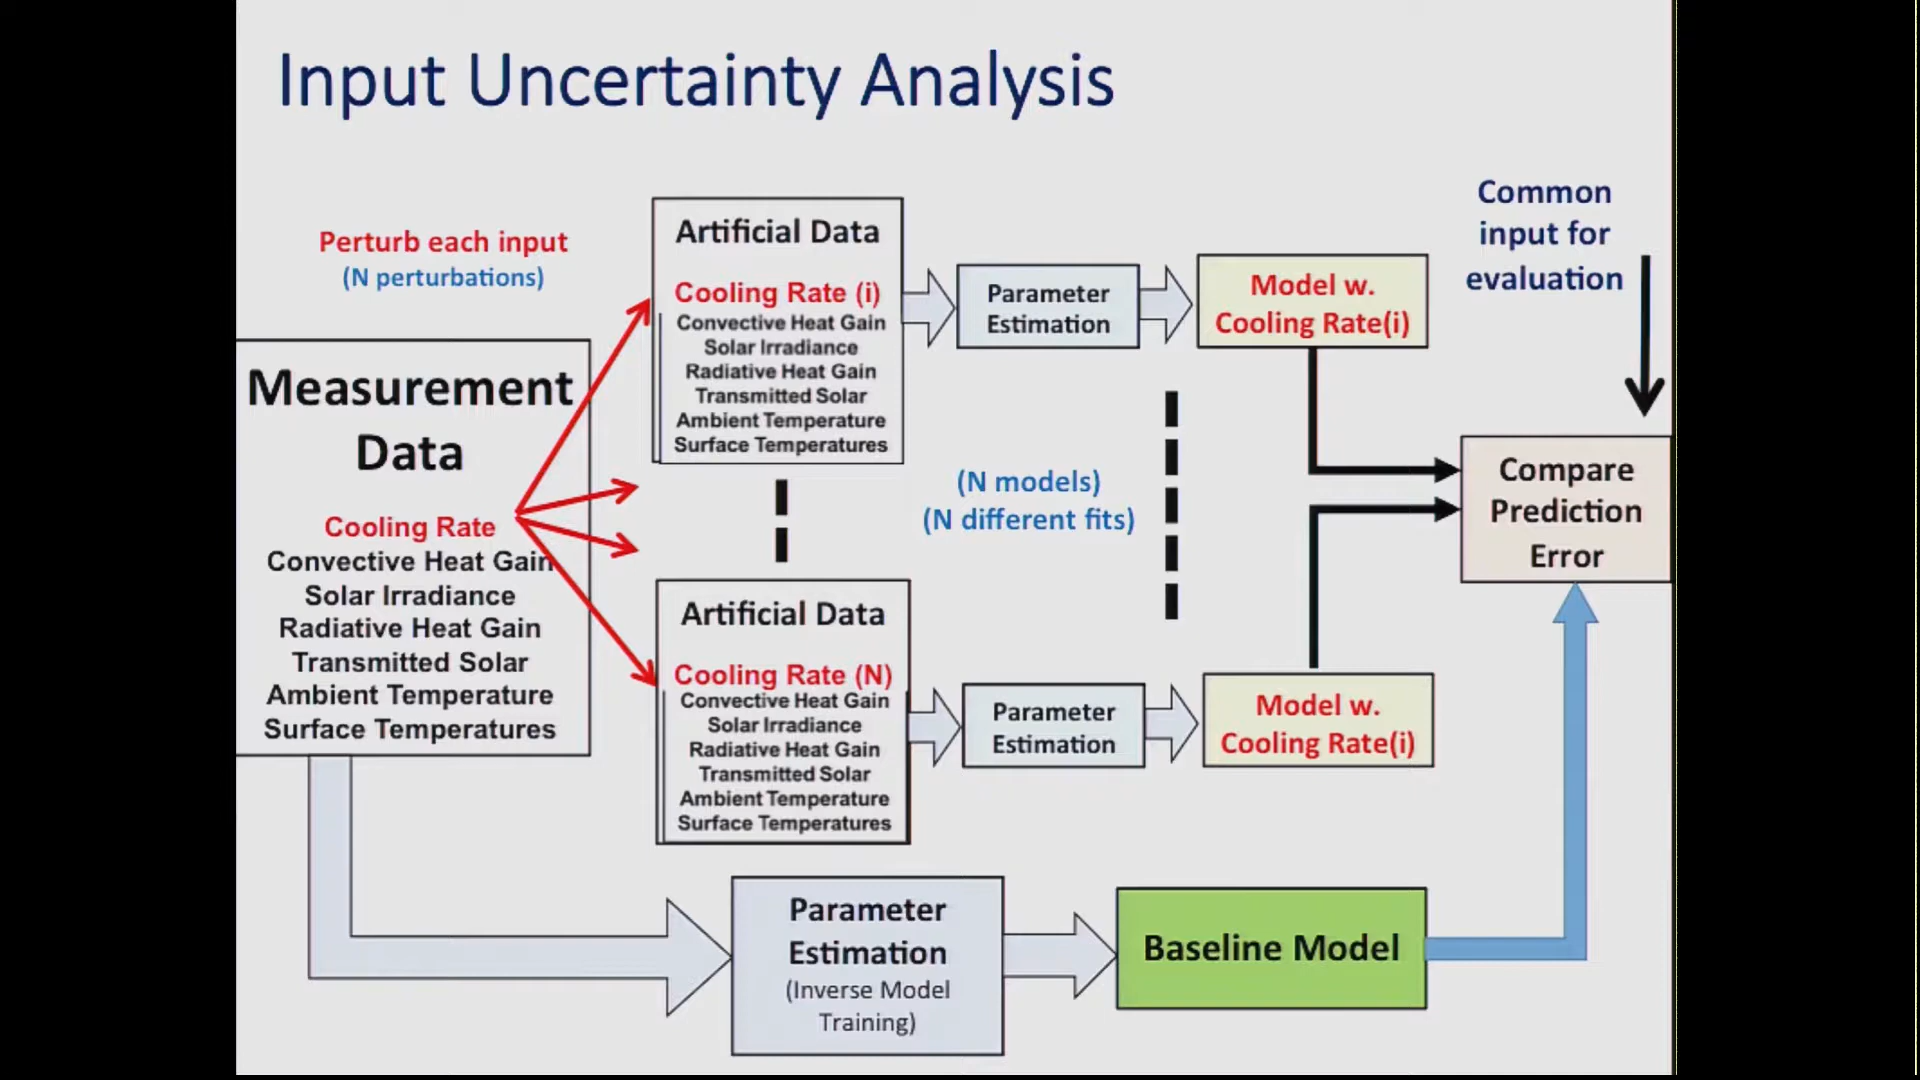 Input Uncertainty Analysis
Perturb each input
(N perturbations)
Measurement
Data
Cooling Rate
Convective Heat Gain
Solar Irradiance
Radiative Heat Gain
Transmitted Solar
Ambient Temperature
Surface Temperatures
Artificial Data
Cooling Rate (i)
Convective Heat Gain
Solar Irradiance
Radiative Heat Gain
Transmitted Solar
Ambient Temperature
Surface Temperatures
Parameter
Estimation
Model w.
Cooling Rate(i)
Common
input for
evaluation
(N models)
(N different fits)
Compare
Prediction
Error
Artificial Data
Cooling Rate (N)
Convective Heat Gain
Solar Irradiance
Radiative Heat Gain
Transmitted Solar
Ambient Temperature
Surface Temperatures
Parameter
Estimation
Model w.
Cooling Rate(i)
Parameter
Estimation
(Inverse Model
Training)
Baseline Model